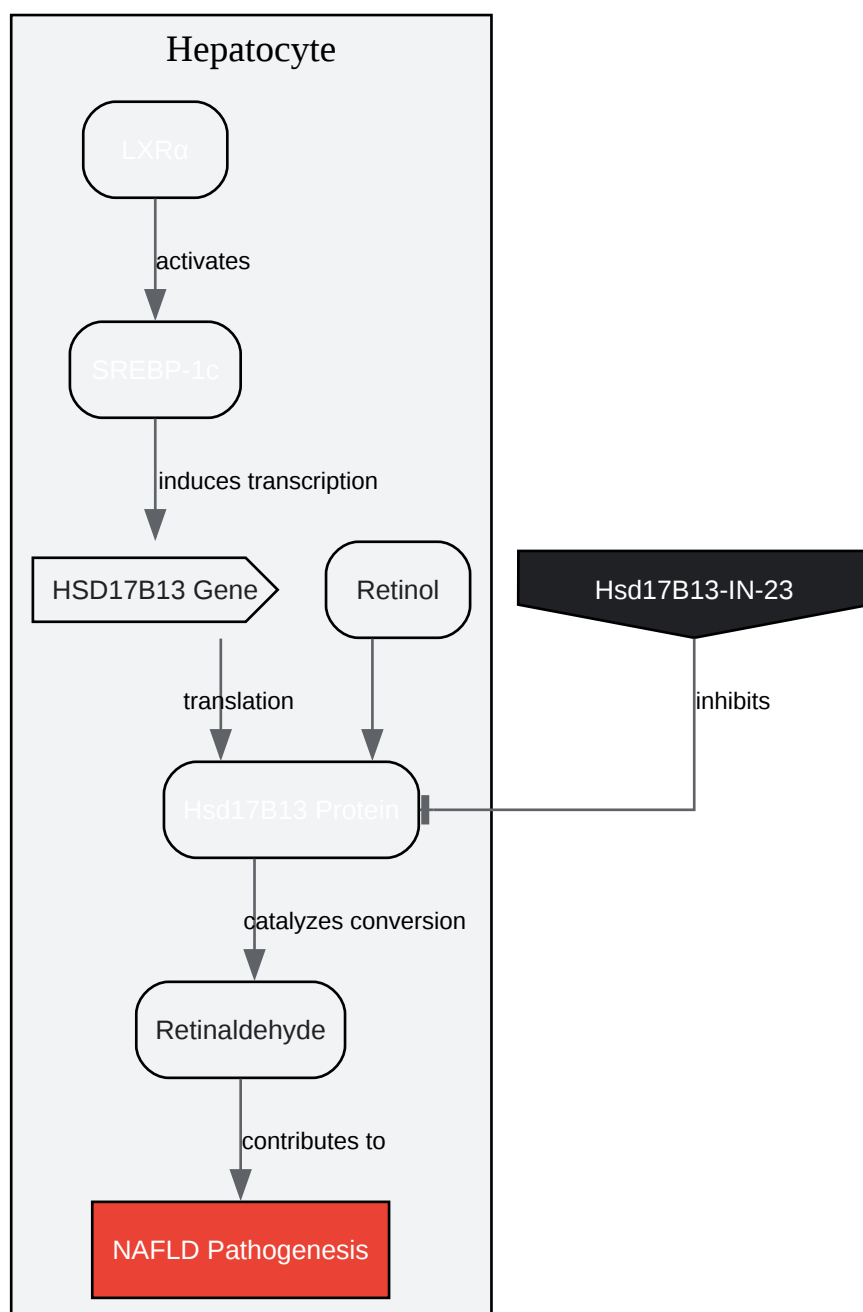 Hepatocyte
LXRα
activates
SREBP-1c
induces transcription
HSD17B13 Gene
Retinol
Hsd17B13-IN-23
translation
inhibits
Hsd17B13 Protein
catalyzes conversion
Retinaldehyde
contributes to
NAFLD Pathogenesis